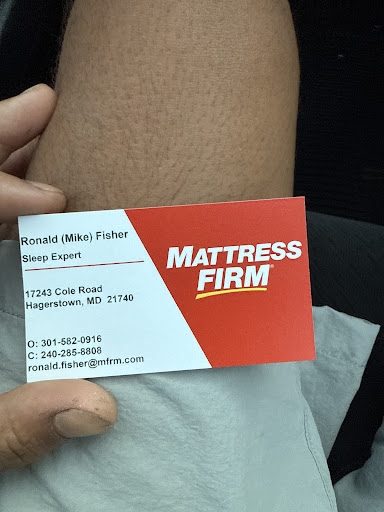 Ronald (Mike) Fisher
Sleep Expert
17243 Cole Road
Hagerstown, MD 21740
O: 301-582-0916
C: 240-285-8808
ronald.fisher@mfrm.com
MATTRESS
FIRM®